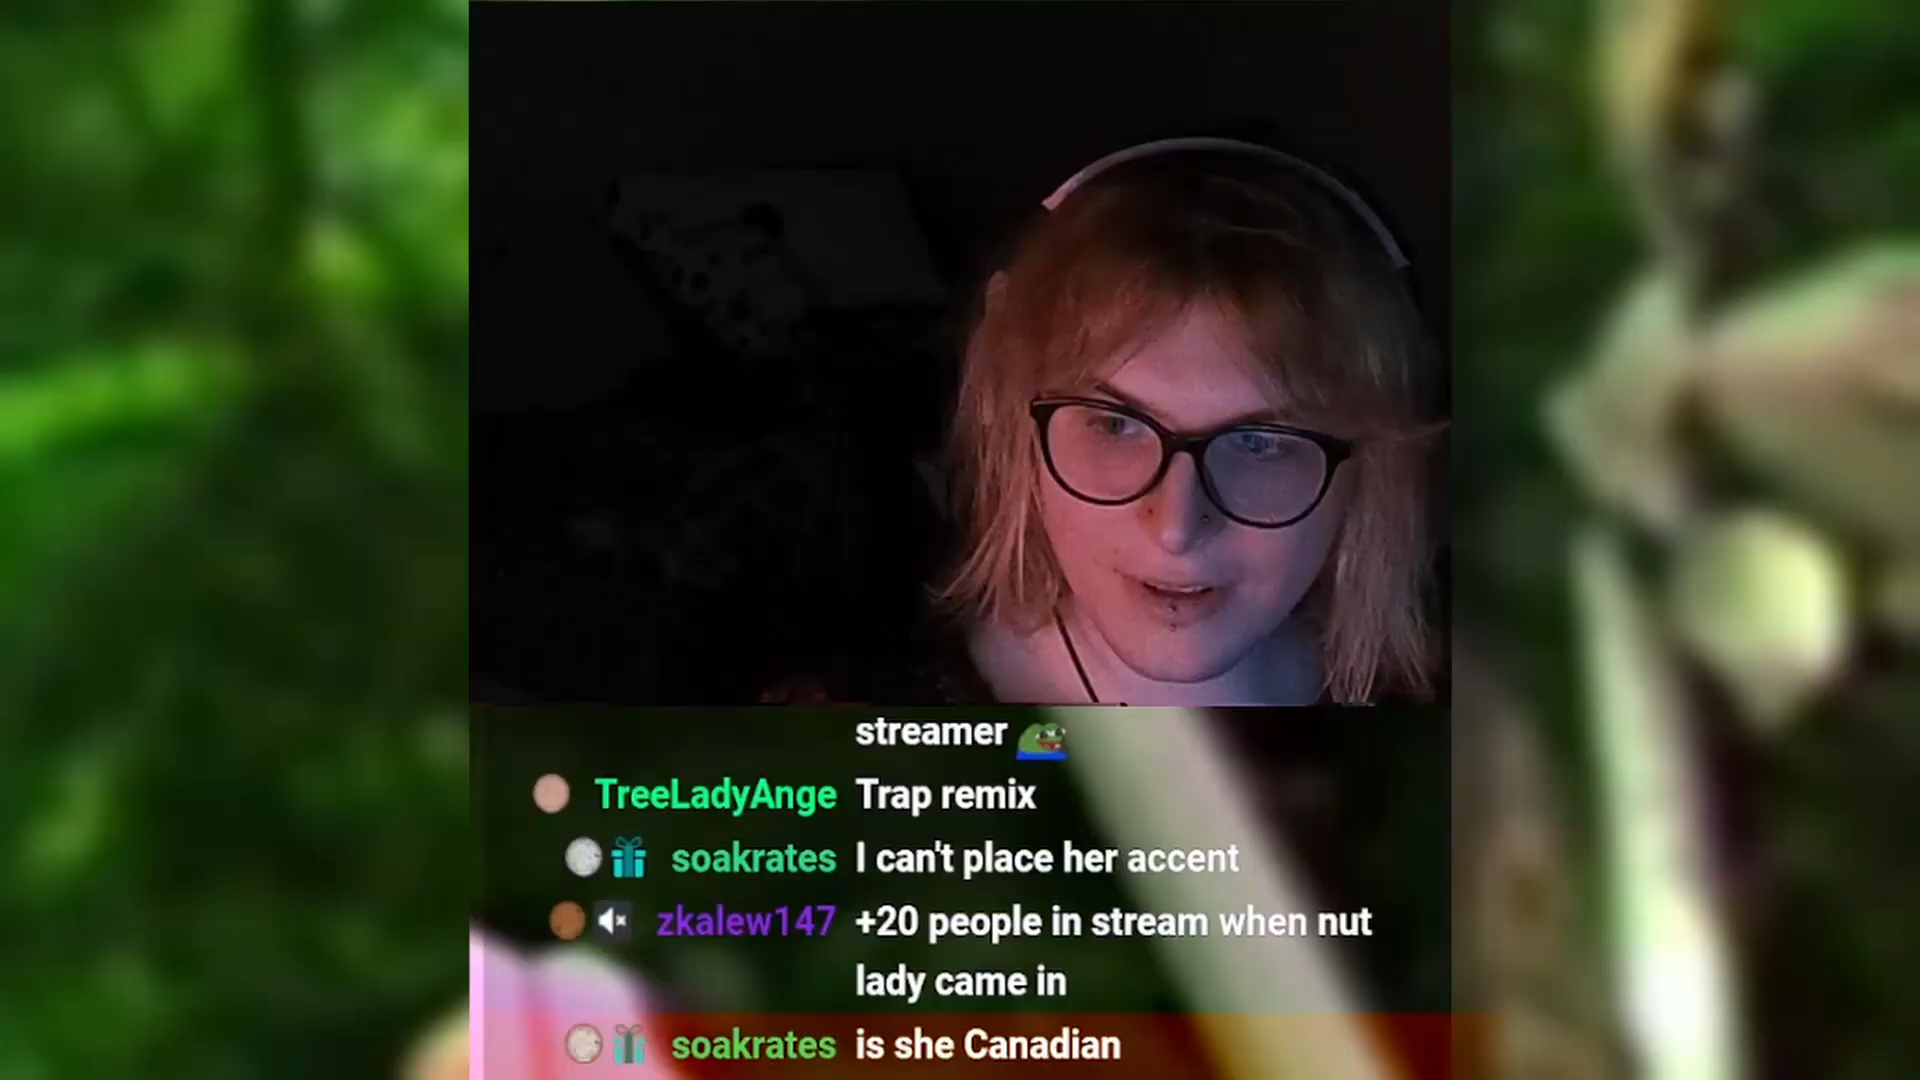 streamer
TreeLadyAnge Trap remix
soakrates I can't place her accent
zkalew147 +20 people in stream when nut
lady came in
soakrates is she Canadian